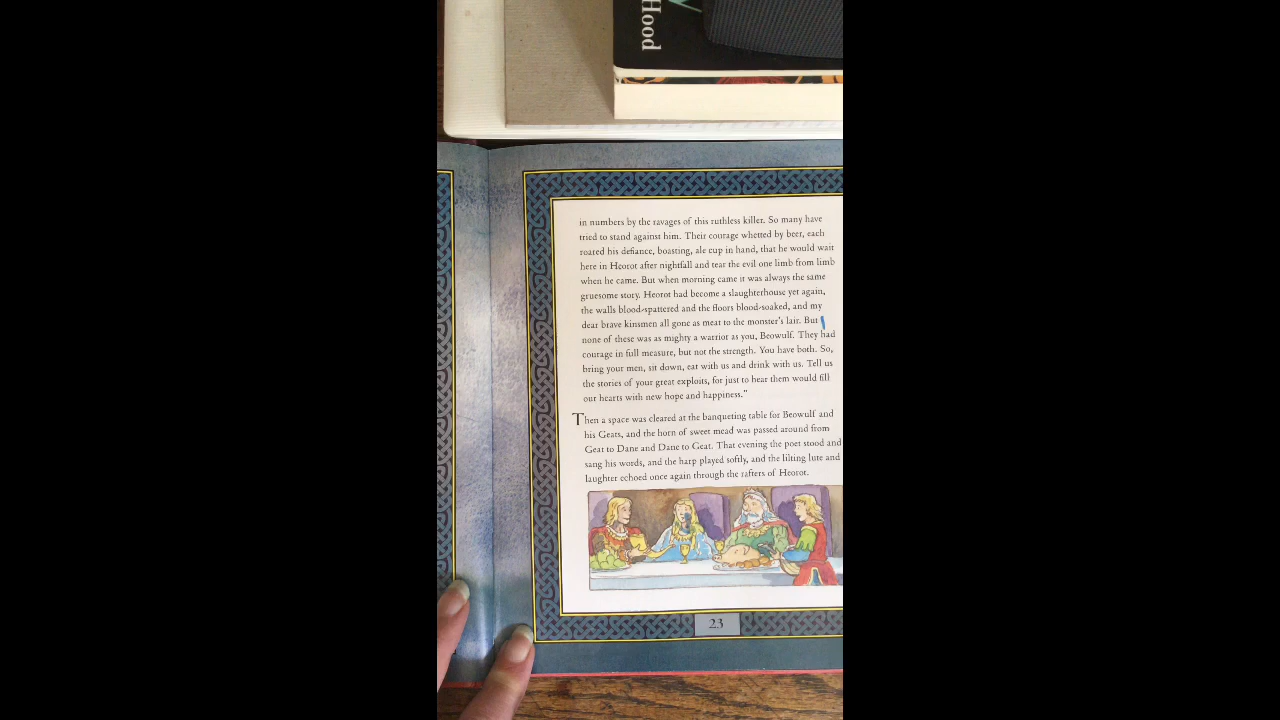 Hood
in numbers by the ravages of this ruthless killer. So many have
tried to stand against him. Their courage whetted by beer, each
roared his defiance, boasting, ale cup in hand, that he would wait
here in Heorot after nightfall and tear the evil one limb from limb
when he came. But when morning came it was always the same
gruesome story. Heorot had become a slaughterhouse yet again,
the walls blood-spattered and the floors blood-soaked, and my
dear brave kinsmen all gone as meat to the monster's lair. But
none of these was as mighty a warrior as you, Beowulf. They had
courage in full measure, but not the strength. You have both. So,
bring your men, sit down, eat with us and drink with us. Tell us
the stories of your great exploits, for just to hear them would fill
our hearts with new hope and happiness."
Then a space was cleared at the banqueting table for Beowulf and
his Geats, and the horn of sweet mead was passed around from
Geat to Dane and Dane to Geat. That evening the poet stood and
sang his words, and the harp played softly, and the lilting lute and
laughter echoed once again through the rafters of Heorot.
23